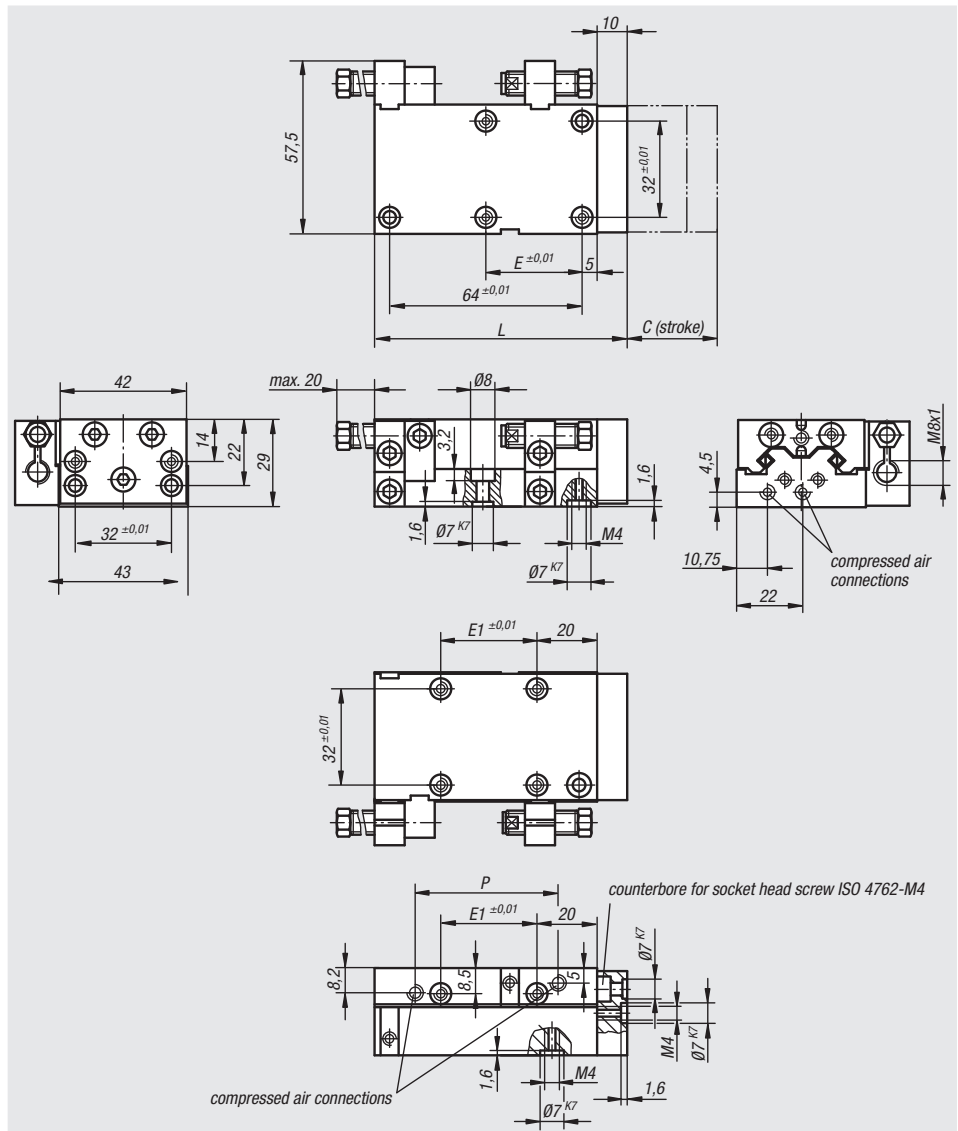 10
57,5
32 ±0,01
E ±0,01
5
64 ±0,01
L
C (stroke)
42
14
22
29
32 ±0,01
43
max. 20
Ø8
3,2
1,6
Ø7 K7
1,6
M4
Ø7 K7
M8x1
4,5
10,75
22
compressed air
connections
E1 ±0,01
20
32 ±0,01
P
counterbore for socket head screw ISO 4762-M4
E1 ±0,01
20
8,2
8,5
5
Ø7 K7
M4
Ø7 K7
1,6
1,6
M4
Ø7 K7
compressed air connections